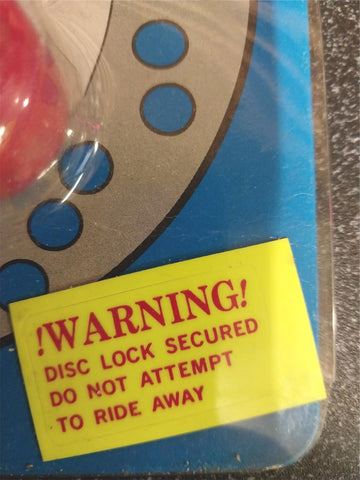 !WARNING!
DISC LOCK SECURED
DO NOT ATTEMPT
TO RIDE AWAY